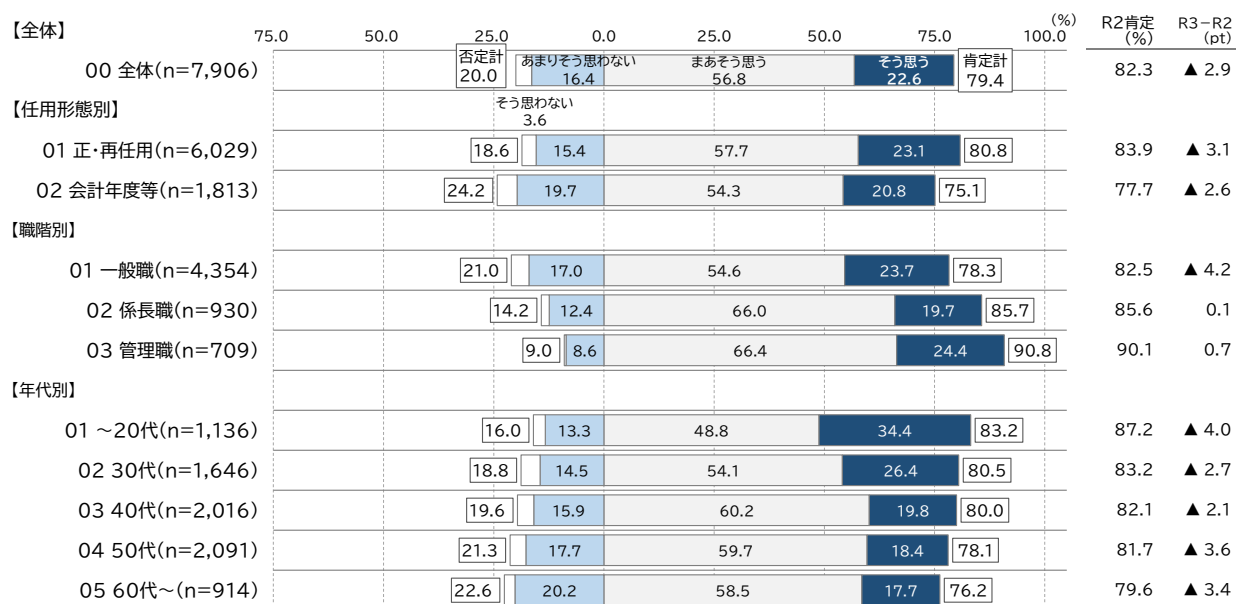 【全体】 75.0 50.0 25.0 0.0 25.0 50.0 75.0 100.0 (%) R2肯定(%) R3−R2(pt)
否定計 あまりそう思わない まあそう思う そう思う 肯定計
00 全体(n=7,906) 20.0 16.4 56.8 22.6 79.4 82.3 ▲ 2.9
【任用形態別】 そう思わない
3.6
01 正・再任用(n=6,029) 18.6 15.4 57.7 23.1 80.8 83.9 ▲ 3.1
02 会計年度等(n=1,813) 24.2 19.7 54.3 20.8 75.1 77.7 ▲ 2.6
【職階別】
01 一般職(n=4,354) 21.0 17.0 54.6 23.7 78.3 82.5 ▲ 4.2
02 係長職(n=930) 14.2 12.4 66.0 19.7 85.7 85.6 0.1
03 管理職(n=709) 9.0 8.6 66.4 24.4 90.8 90.1 0.7
【年代別】
01 ～20代(n=1,136) 16.0 13.3 48.8 34.4 83.2 87.2 ▲ 4.0
02 30代(n=1,646) 18.8 14.5 54.1 26.4 80.5 83.2 ▲ 2.7
03 40代(n=2,016) 19.6 15.9 60.2 19.8 80.0 82.1 ▲ 2.1
04 50代(n=2,091) 21.3 17.7 59.7 18.4 78.1 81.7 ▲ 3.6
05 60代～(n=914) 22.6 20.2 58.5 17.7 76.2 79.6 ▲ 3.4